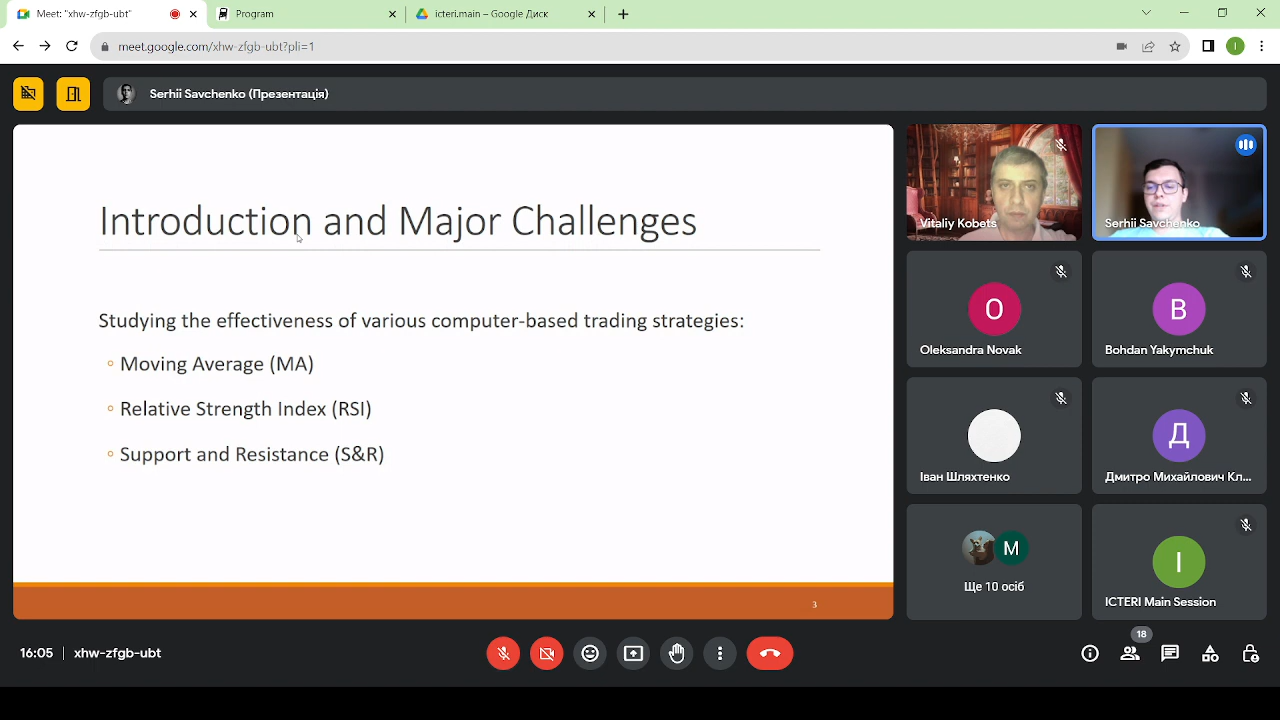 Meet: "xhw-zfgb-ubt"
Program
icteri.main – Google Диск
meet.google.com/xhw-zfgb-ubt?pli=1
I
Serhii Savchenko (Презентація)
Introduction and Major Challenges
Studying the effectiveness of various computer-based trading strategies:
Moving Average (MA)
Relative Strength Index (RSI)
Support and Resistance (S&R)
3
Vitaliy Kobets
Serhii Savchenko
O
Oleksandra Novak
B
Bohdan Yakymchuk
Іван Шляхтенко
Д
Дмитро Михайлович Кл...
M
Ще 10 осіб
I
ICTERI Main Session
16:05
xhw-zfgb-ubt
18